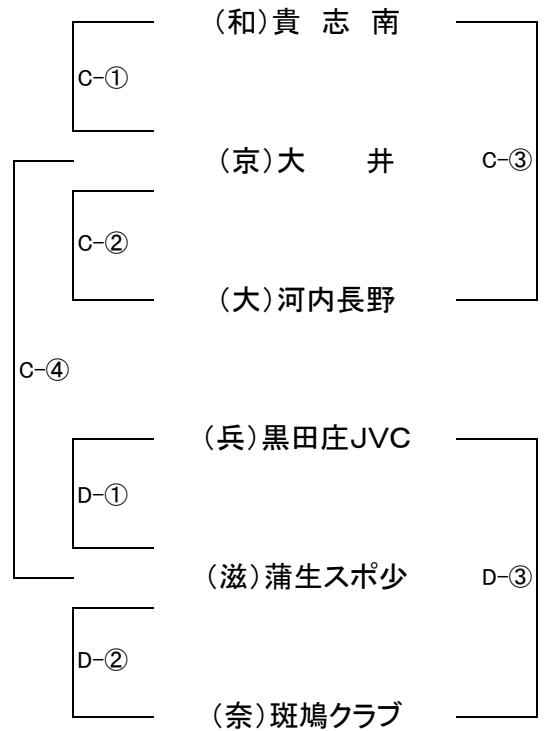 （和）貴　志　南
C-①
（京）大　　井
C-③
C-②
（大）河内長野
C-④
（兵）黒田庄JVC
D-①
（滋）蒲生スポ少
D-③
D-②
（奈）斑鳩クラブ